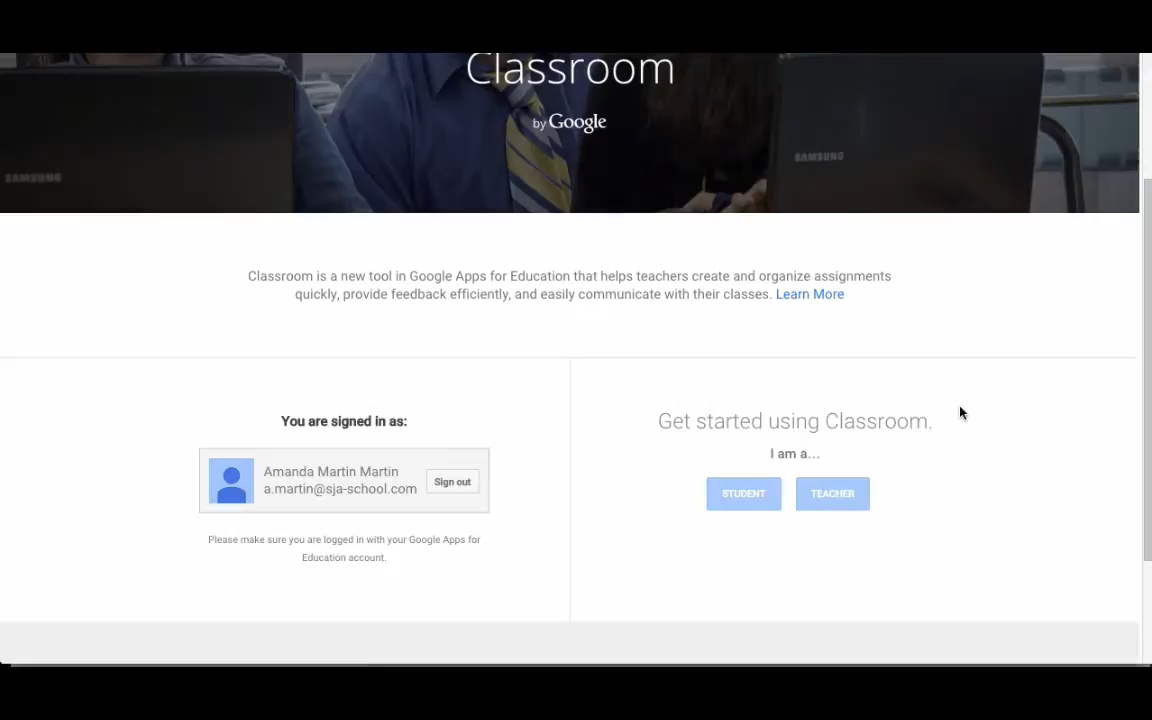 Classroom
by Google
SAMSUNG
SAMSUNG
Classroom is a new tool in Google Apps for Education that helps teachers create and organize assignments
quickly, provide feedback efficiently, and easily communicate with their classes. Learn More
You are signed in as:
Amanda Martin Martin
a.martin@sja-school.com
Sign out
Please make sure you are logged in with your Google Apps for
Education account.
Get started using Classroom.
I am a...
STUDENT
TEACHER